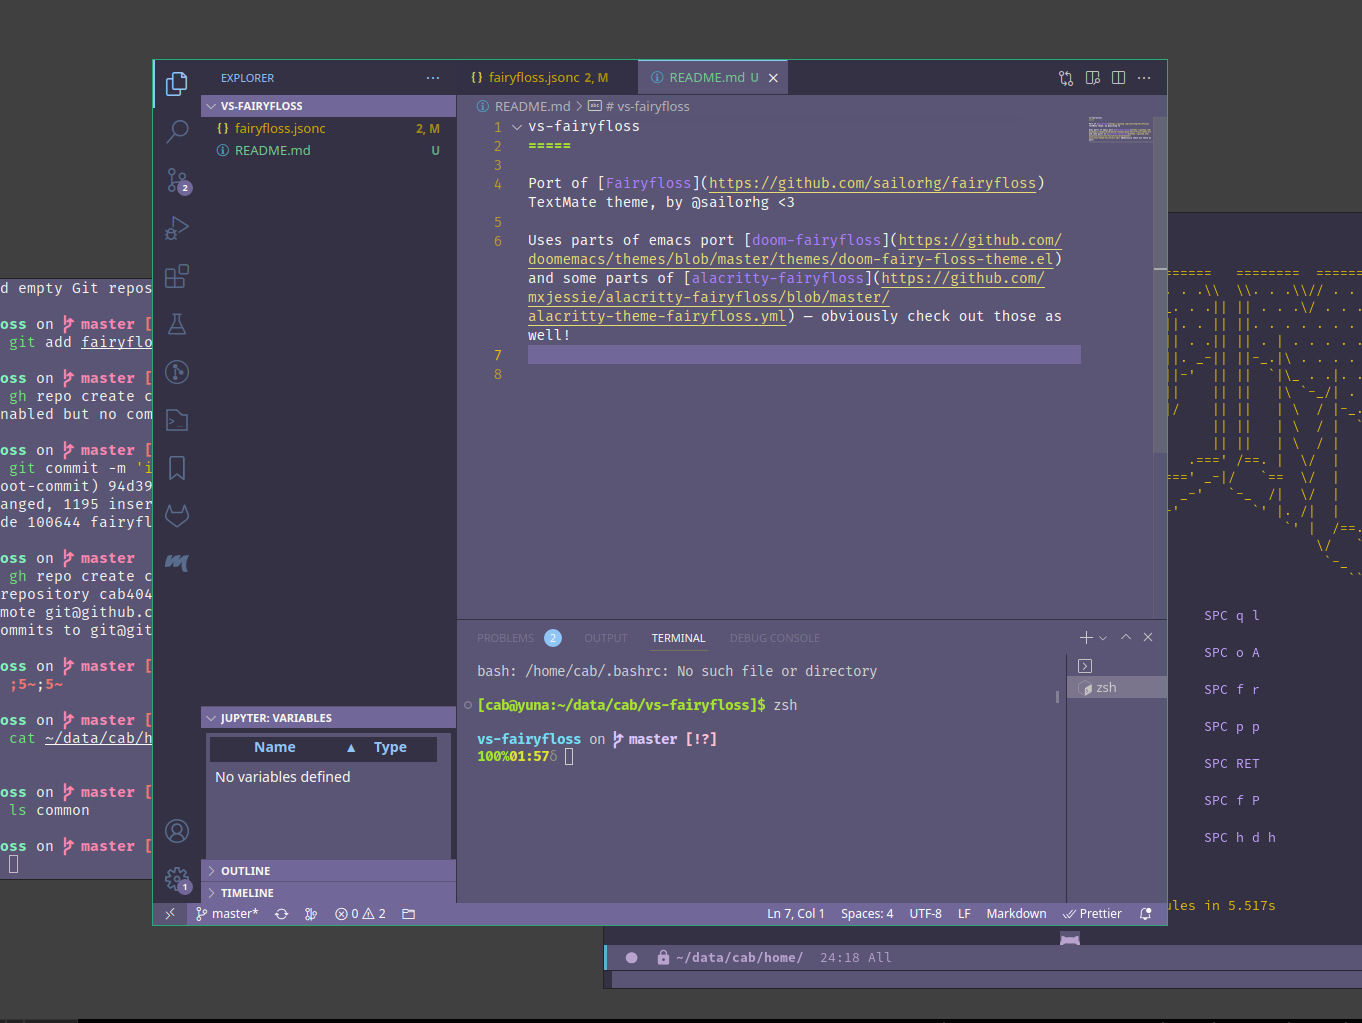 EXPLORER
VS-FAIRYFLOSS
{} fairyfloss.jsonc 2, M
README.md U
JUPYTER: VARIABLES
Name ▲ Type
No variables defined
OUTLINE
TIMELINE
{} fairyfloss.jsonc 2, M
README.md U
README.md > # vs-fairyfloss
1 vs-fairyfloss
2 =====
3
4 Port of [Fairyfloss](https://github.com/sailorhg/fairyfloss)
TextMate theme, by @sailorhg <3
5
6 Uses parts of emacs port [doom-fairyfloss](https://github.com/
doomemacs/themes/blob/master/themes/doom-fairy-floss-theme.el)
and some parts of [alacritty-fairyfloss](https://github.com/
mxjessie/alacritty-fairyfloss/blob/master/
alacritty-theme-fairyfloss.yml) — obviously check out those as
well!
7
8
PROBLEMS 2 OUTPUT TERMINAL DEBUG CONSOLE
bash: /home/cab/.bashrc: No such file or directory
[cab@yuna:~/data/cab/vs-fairyfloss]$ zsh
vs-fairyfloss on master [!?]
100%01:57δ
zsh
2
1
master* 0 2
Ln 7, Col 1 Spaces: 4 UTF-8 LF Markdown Prettier
d empty Git repos
oss on master [
git add fairyflo
oss on master [
gh repo create c
nabled but no com
oss on master [
git commit -m 'i
oot-commit) 94d39
anged, 1195 inser
de 100644 fairyfl
oss on master
gh repo create c
repository cab404
mote git@github.c
ommits to git@git
oss on master [
;5~;5~
oss on master [
cat ~/data/cab/h
oss on master [
ls common
oss on master [
SPC q l
SPC o A
SPC f r
SPC p p
SPC RET
SPC f P
SPC h d h
ules in 5.517s
~/data/cab/home/ 24:18 All